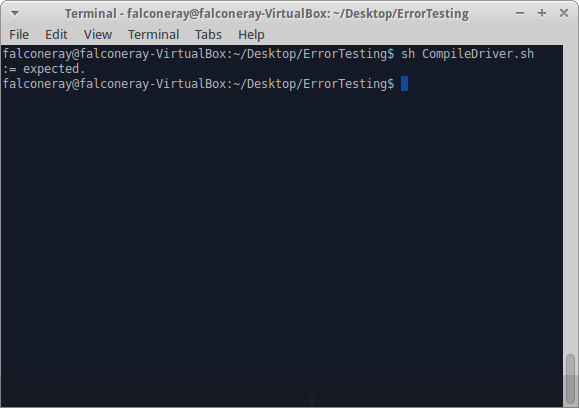 Terminal - falconeray@falconeray-VirtualBox: ~/Desktop/ErrorTesting
File Edit View Terminal Tabs Help
falconeray@falconeray-VirtualBox:~/Desktop/ErrorTesting$ sh CompileDriver.sh
:= expected.
falconeray@falconeray-VirtualBox:~/Desktop/ErrorTesting$